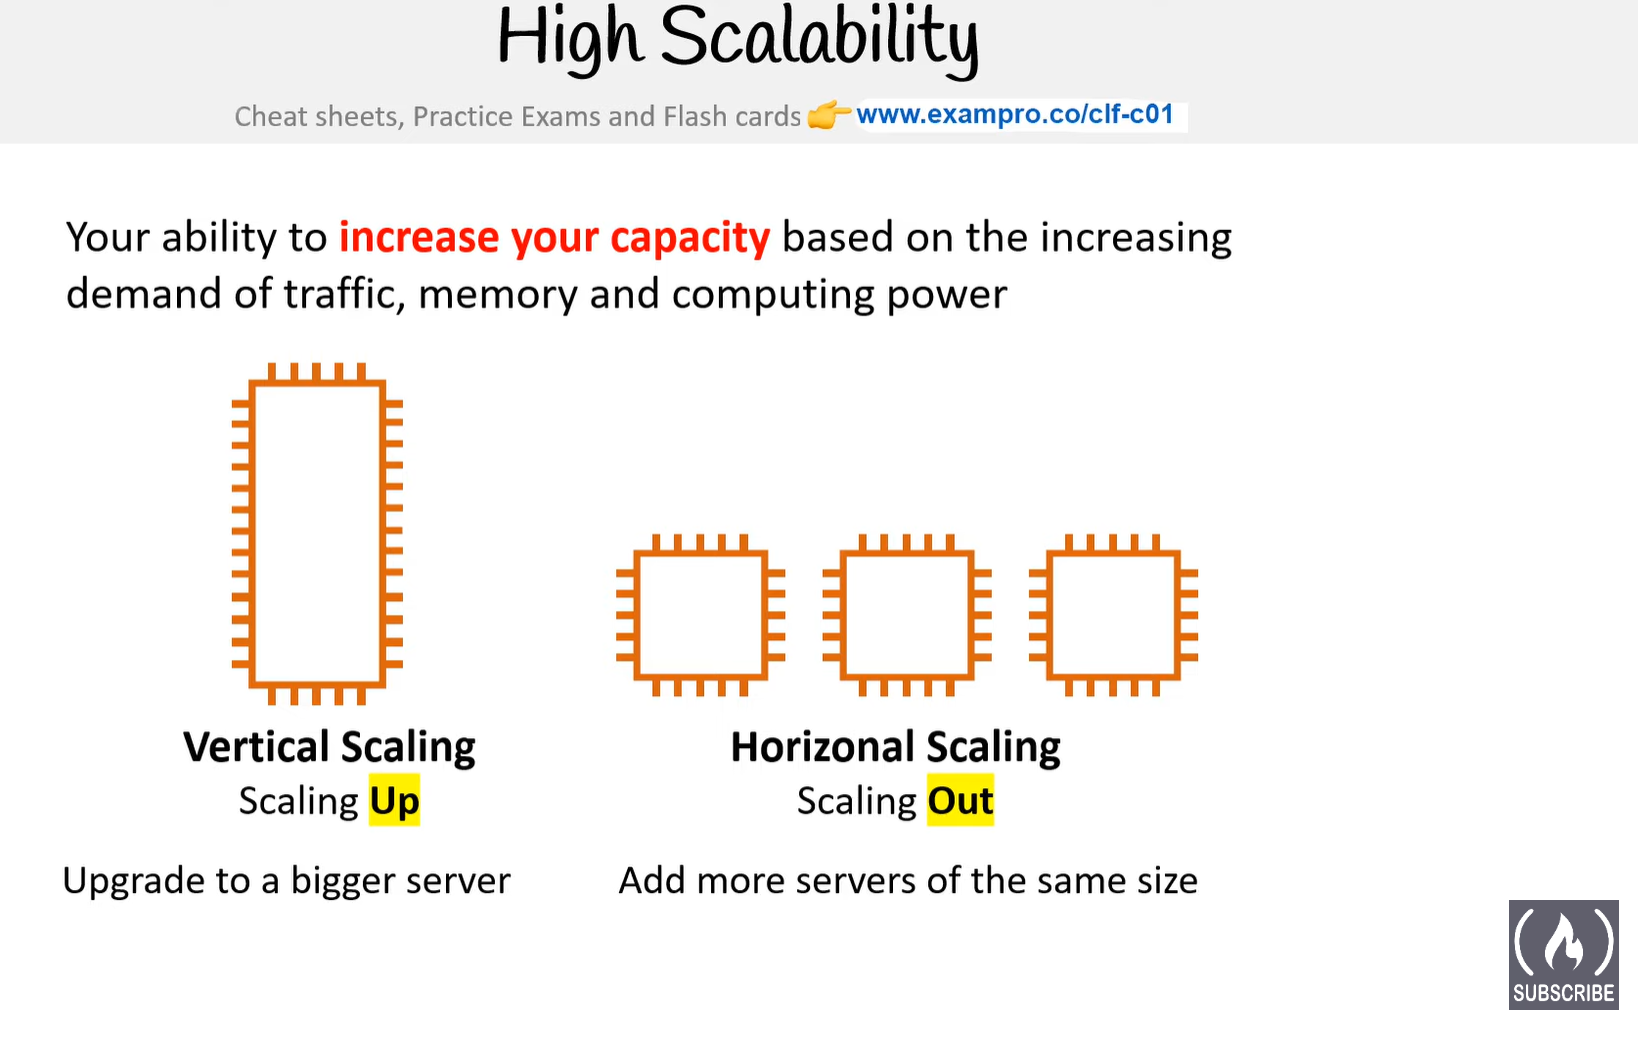 High Scalability
Cheat sheets, Practice Exams and Flash cards 👉 www.exampro.co/clf-c01
Your ability to increase your capacity based on the increasing
demand of traffic, memory and computing power
Vertical Scaling
Scaling Up
Upgrade to a bigger server
Horizonal Scaling
Scaling Out
Add more servers of the same size
SUBSCRIBE